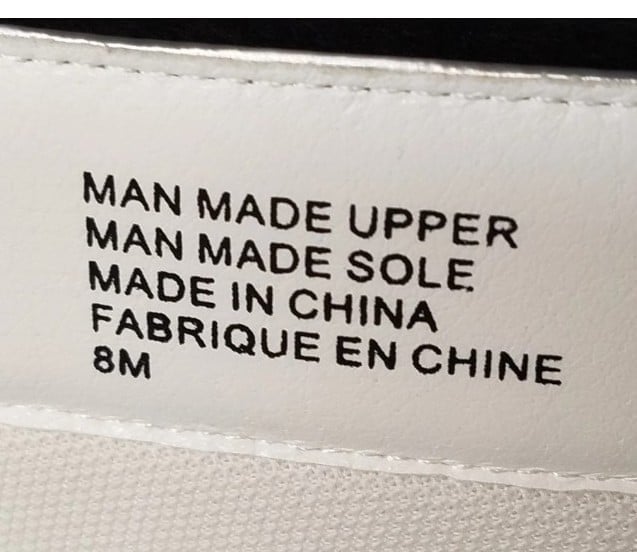 MAN MADE UPPER
MAN MADE SOLE
MADE IN CHINA
FABRIQUE EN CHINE
8M